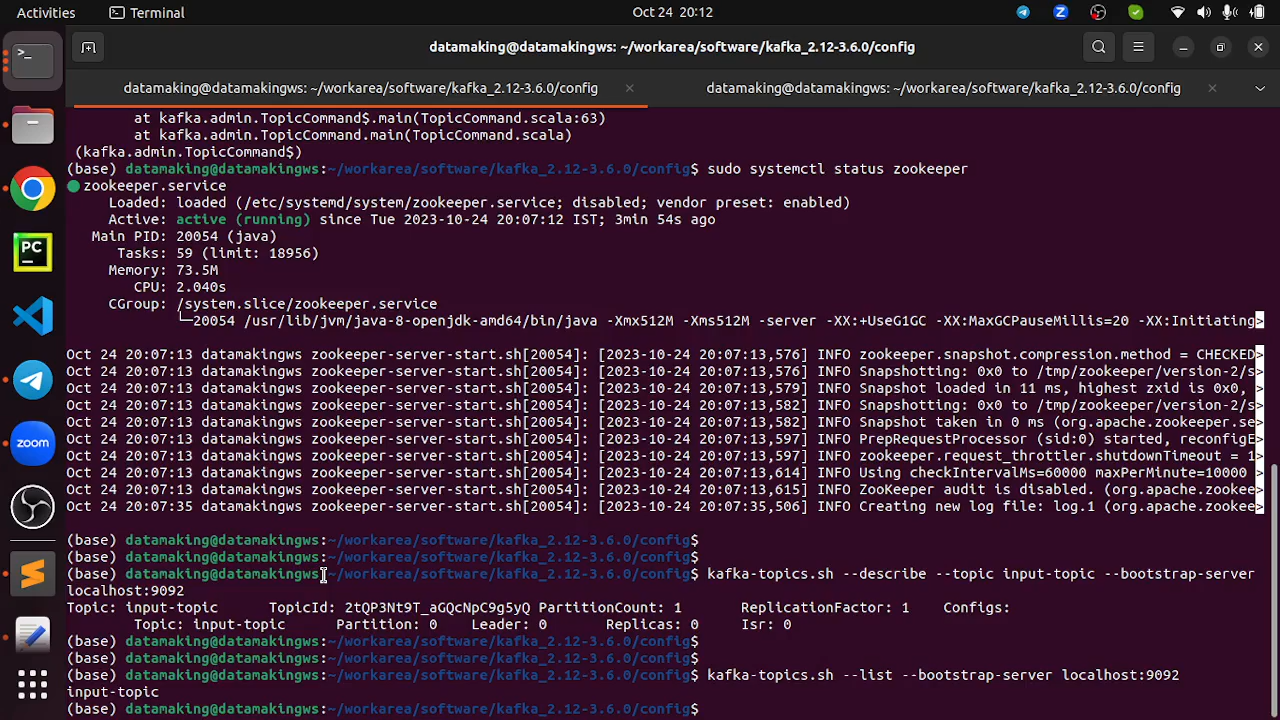 Activities
Terminal
Oct 24 20:12
datamaking@datamakingws: ~/workarea/software/kafka_2.12-3.6.0/config
datamaking@datamakingws: ~/workarea/software/kafka_2.12-3.6.0/config
datamaking@datamakingws: ~/workarea/software/kafka_2.12-3.6.0/config
at kafka.admin.TopicCommand$.main(TopicCommand.scala:63)
at kafka.admin.TopicCommand.main(TopicCommand.scala)
(kafka.admin.TopicCommand$)
(base) datamaking@datamakingws:~/workarea/software/kafka_2.12-3.6.0/config$ sudo systemctl status zookeeper
● zookeeper.service
Loaded: loaded (/etc/systemd/system/zookeeper.service; disabled; vendor preset: enabled)
Active: active (running) since Tue 2023-10-24 20:07:12 IST; 3min 54s ago
Main PID: 20054 (java)
Tasks: 59 (limit: 18956)
Memory: 73.5M
CPU: 2.040s
CGroup: /system.slice/zookeeper.service
└─20054 /usr/lib/jvm/java-8-openjdk-amd64/bin/java -Xmx512M -Xms512M -server -XX:+UseG1GC -XX:MaxGCPauseMillis=20 -XX:Initiating>
Oct 24 20:07:13 datamakingws zookeeper-server-start.sh[20054]: [2023-10-24 20:07:13,576] INFO zookeeper.snapshot.compression.method = CHECKED>
Oct 24 20:07:13 datamakingws zookeeper-server-start.sh[20054]: [2023-10-24 20:07:13,576] INFO Snapshotting: 0x0 to /tmp/zookeeper/version-2/s>
Oct 24 20:07:13 datamakingws zookeeper-server-start.sh[20054]: [2023-10-24 20:07:13,579] INFO Snapshot loaded in 11 ms, highest zxid is 0x0,>
Oct 24 20:07:13 datamakingws zookeeper-server-start.sh[20054]: [2023-10-24 20:07:13,582] INFO Snapshotting: 0x0 to /tmp/zookeeper/version-2/s>
Oct 24 20:07:13 datamakingws zookeeper-server-start.sh[20054]: [2023-10-24 20:07:13,582] INFO Snapshot taken in 0 ms (org.apache.zookeeper.se>
Oct 24 20:07:13 datamakingws zookeeper-server-start.sh[20054]: [2023-10-24 20:07:13,597] INFO PrepRequestProcessor (sid:0) started, reconfigE>
Oct 24 20:07:13 datamakingws zookeeper-server-start.sh[20054]: [2023-10-24 20:07:13,597] INFO zookeeper.request_throttler.shutdownTimeout = 1>
Oct 24 20:07:13 datamakingws zookeeper-server-start.sh[20054]: [2023-10-24 20:07:13,614] INFO Using checkIntervalMs=60000 maxPerMinute=10000 >
Oct 24 20:07:13 datamakingws zookeeper-server-start.sh[20054]: [2023-10-24 20:07:13,615] INFO ZooKeeper audit is disabled. (org.apache.zookee>
Oct 24 20:07:35 datamakingws zookeeper-server-start.sh[20054]: [2023-10-24 20:07:35,506] INFO Creating new log file: log.1 (org.apache.zookee>
(base) datamaking@datamakingws:~/workarea/software/kafka_2.12-3.6.0/config$
(base) datamaking@datamakingws:~/workarea/software/kafka_2.12-3.6.0/config$
(base) datamaking@datamakingws:~/workarea/software/kafka_2.12-3.6.0/config$ kafka-topics.sh --describe --topic input-topic --bootstrap-server
localhost:9092
Topic: input-topic TopicId: 2tQP3Nt9T_aGQcNpC9g5yQ PartitionCount: 1 ReplicationFactor: 1 Configs:
Topic: input-topic Partition: 0 Leader: 0 Replicas: 0 Isr: 0
(base) datamaking@datamakingws:~/workarea/software/kafka_2.12-3.6.0/config$
(base) datamaking@datamakingws:~/workarea/software/kafka_2.12-3.6.0/config$
(base) datamaking@datamakingws:~/workarea/software/kafka_2.12-3.6.0/config$ kafka-topics.sh --list --bootstrap-server localhost:9092
input-topic
(base) datamaking@datamakingws:~/workarea/software/kafka_2.12-3.6.0/config$
PC
zoom